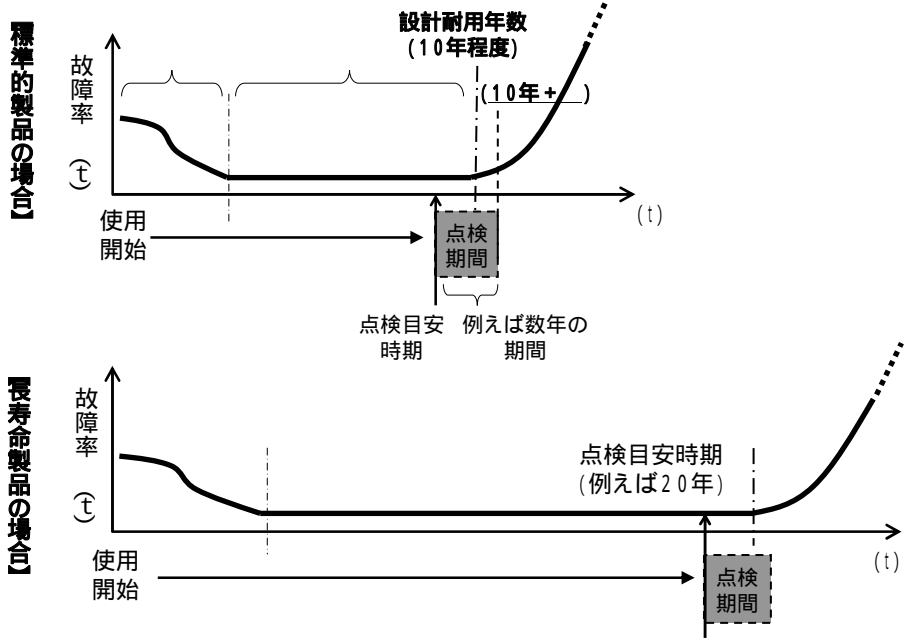 【標準的製品の場合】
設計耐用年数
(10年程度)
故障率
(t)
(10年+＿)
(t)
使用
開始
点検
期間
点検目安
時期
例えば数年の
期間
【長寿命製品の場合】
故障率
(t)
点検目安時期
(例えば20年)
(t)
使用
開始
点検
期間